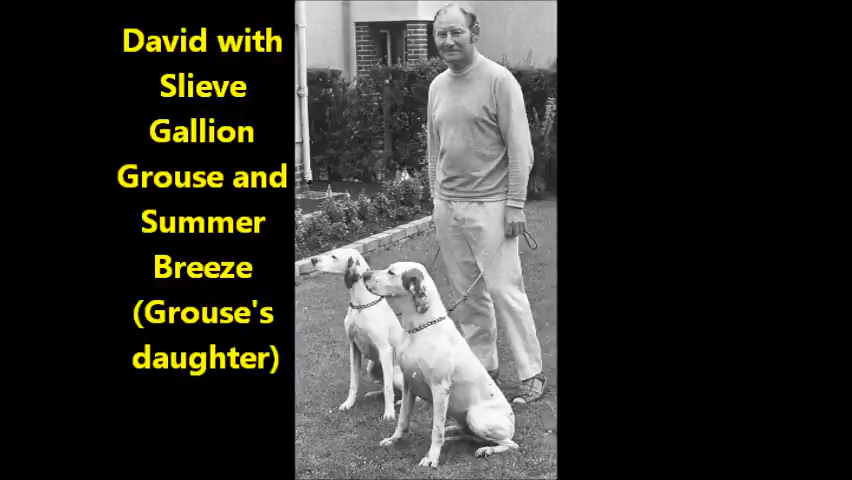 David with
Slieve
Gallion
Grouse and
Summer
Breeze
(Grouse's
daughter)